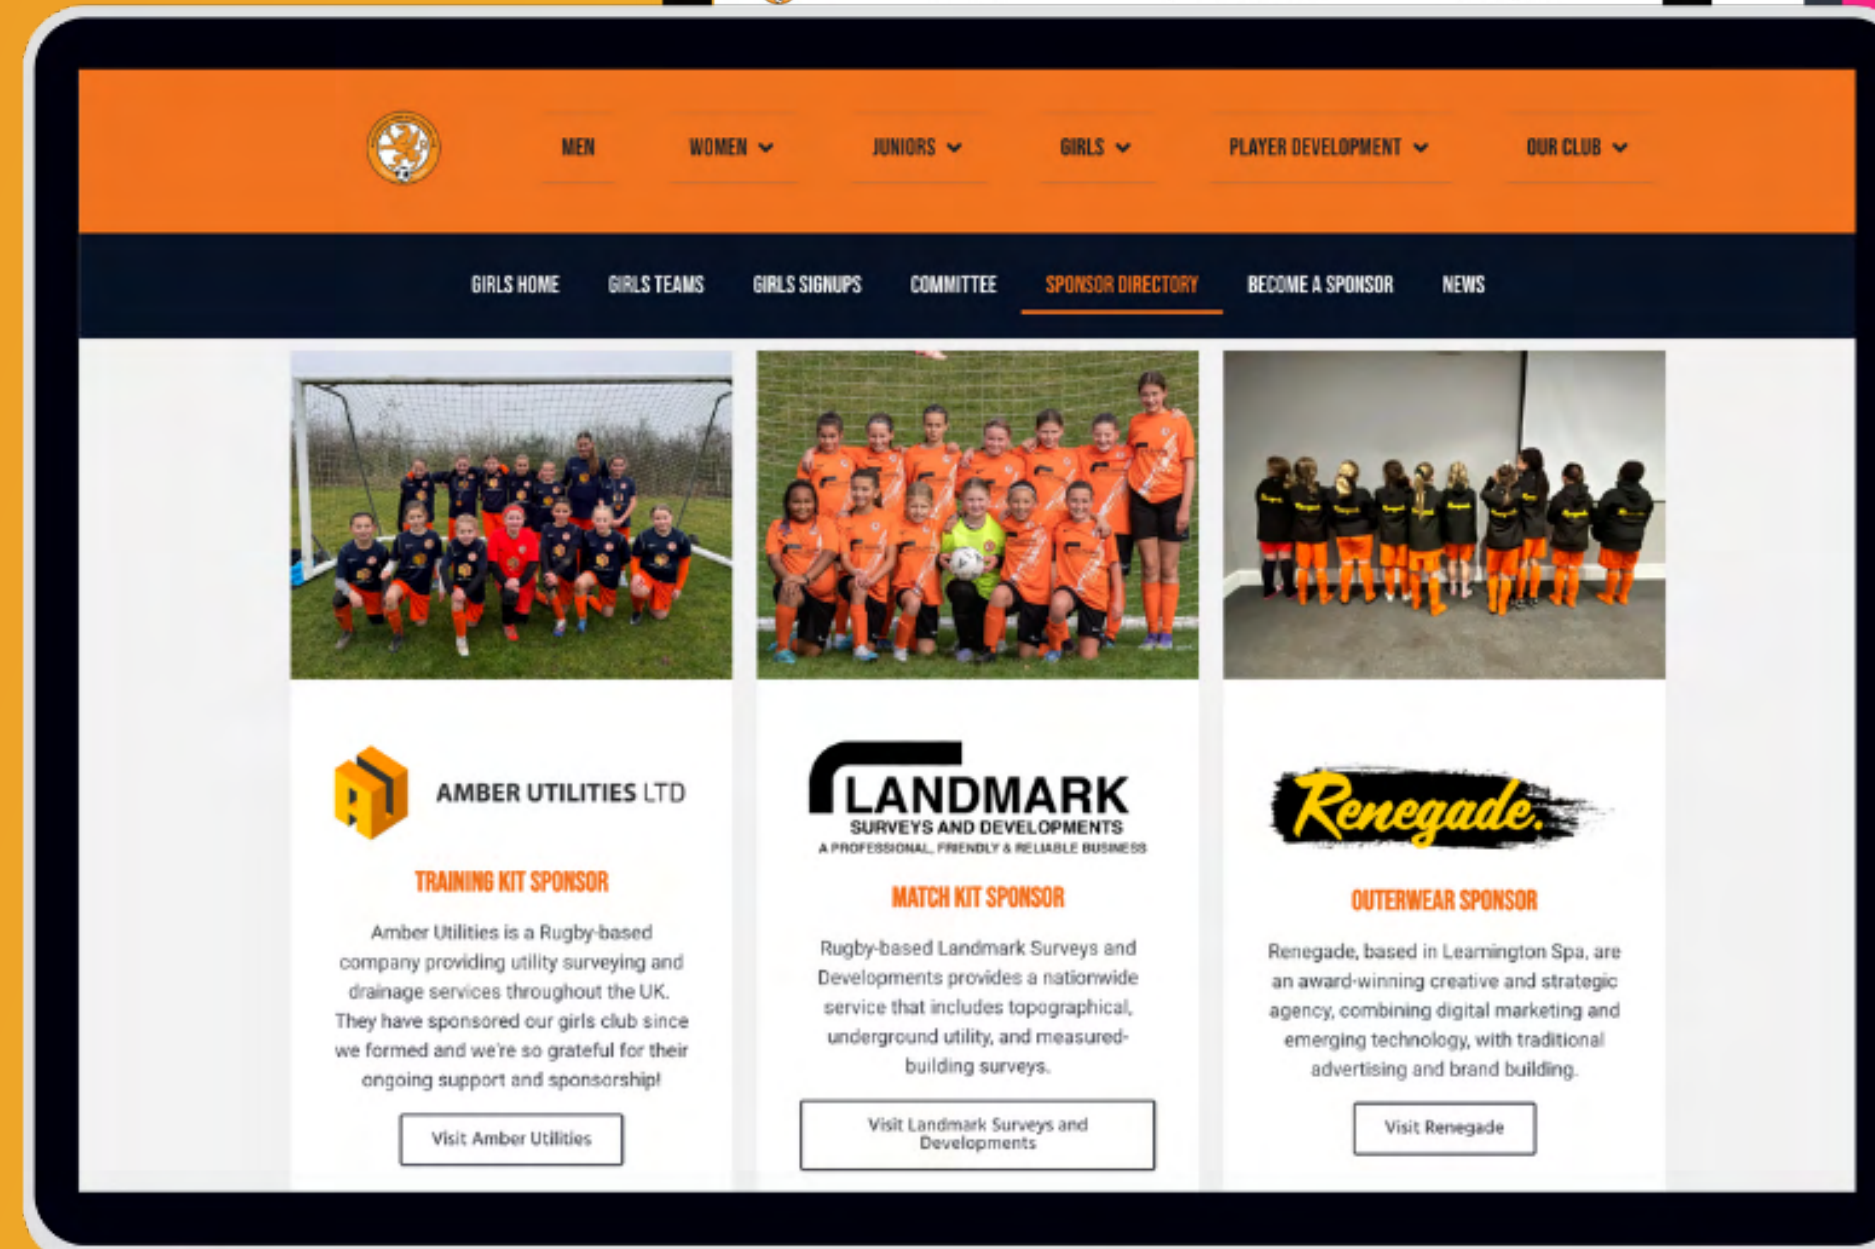 MEN
WOMEN
JUNIORS
GIRLS
PLAYER DEVELOPMENT
OUR CLUB
GIRLS HOME
GIRLS TEAMS
GIRLS SIGNUPS
COMMITTEE
SPONSOR DIRECTORY
BECOME A SPONSOR
NEWS
AMBER UTILITIES LTD
TRAINING KIT SPONSOR
Amber Utilities is a Rugby-based
company providing utility surveying and
drainage services throughout the UK.
They have sponsored our girls club since
we formed and we're so grateful for their
ongoing support and sponsorship!
Visit Amber Utilities
LANDMARK
SURVEYS AND DEVELOPMENTS
A PROFESSIONAL, FRIENDLY & RELIABLE BUSINESS
MATCH KIT SPONSOR
Rugby-based Landmark Surveys and
Developments provides a nationwide
service that includes topographical,
underground utility, and measured-
building surveys.
Visit Landmark Surveys and
Developments
Renegade.
OUTERWEAR SPONSOR
Renegade, based in Leamington Spa, are
an award-winning creative and strategic
agency, combining digital marketing and
emerging technology, with traditional
advertising and brand building.
Visit Renegade